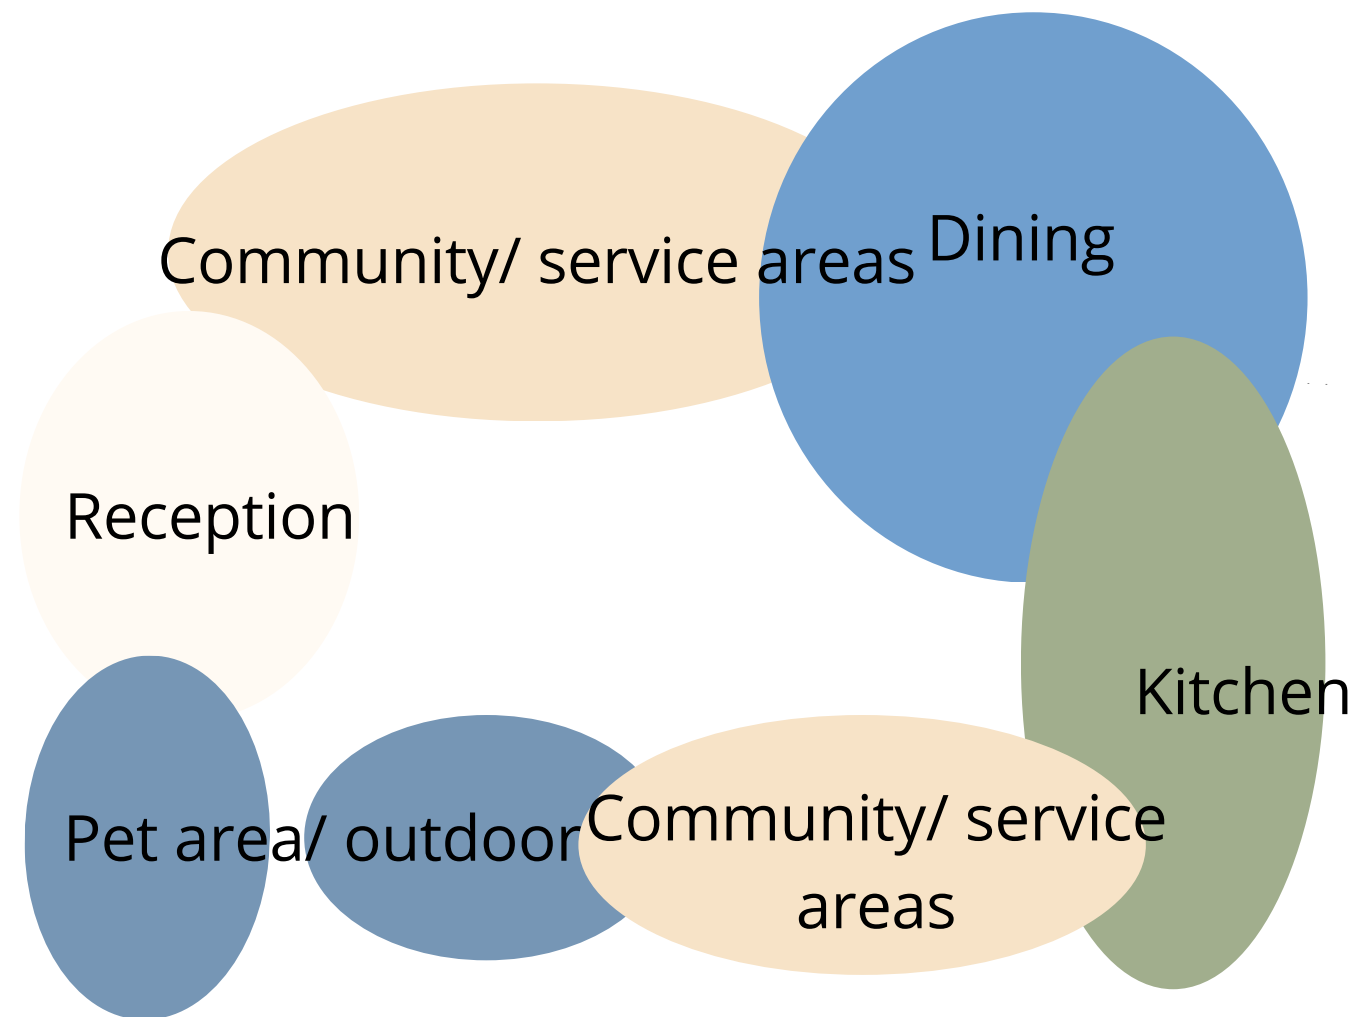 Dining
Community/ service areas
Reception
Kitchen
Pet area/ outdoor
Community/ service
areas